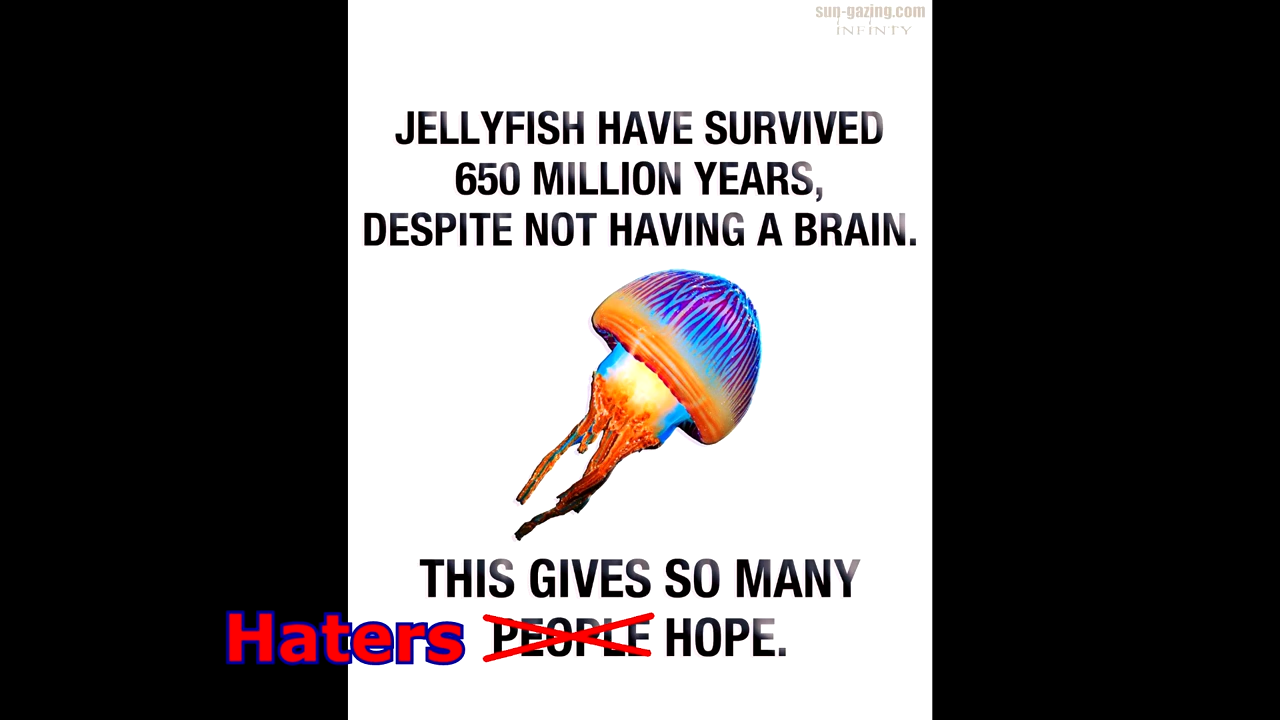 sun-gazing.com
INFINTY
JELLYFISH HAVE SURVIVED
650 MILLION YEARS,
DESPITE NOT HAVING A BRAIN.
THIS GIVES SO MANY
Haters PEOPLE HOPE.